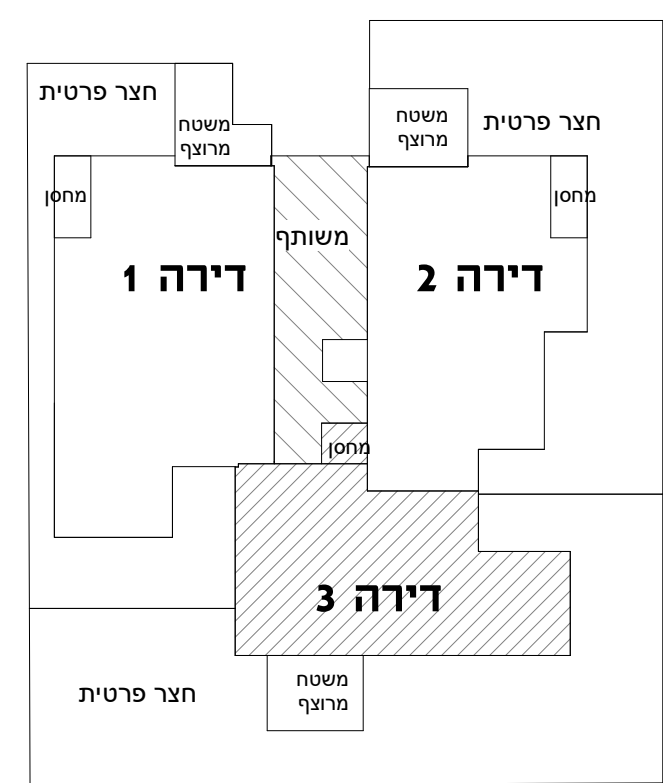 חצר פרטית
משטח
מרוצף
משטח
מרוצף
חצר פרטית
מחסן
משותף
מחסן
דירה 1
דירה 2
מחסן
דירה 3
חצר פרטית
משטח
מרוצף